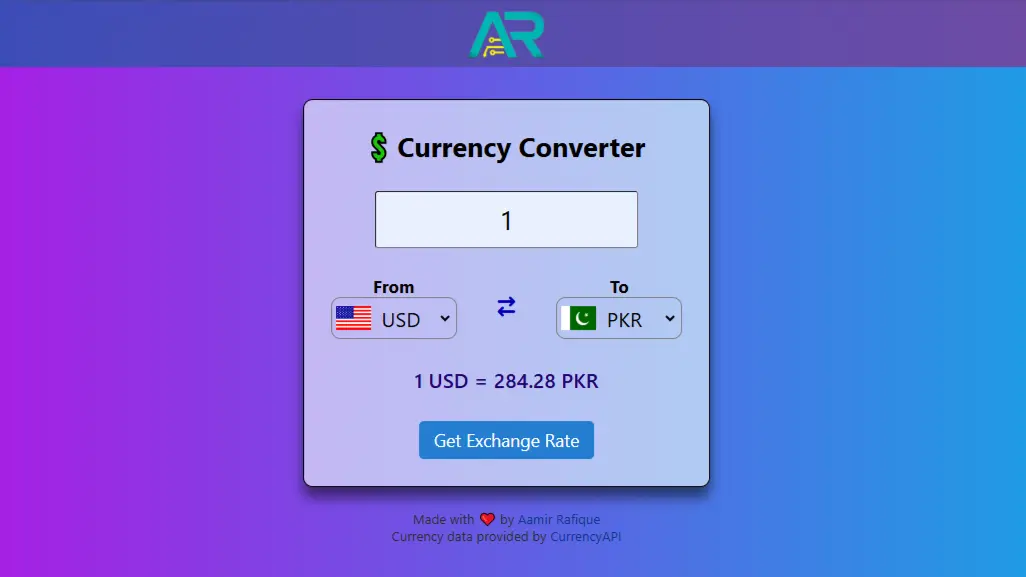 AR
Currency Converter
1
From
To
USD
PKR
1 USD = 284.28 PKR
Get Exchange Rate
Made with ❤️ by Aamir Rafique
Currency data provided by CurrencyAPI